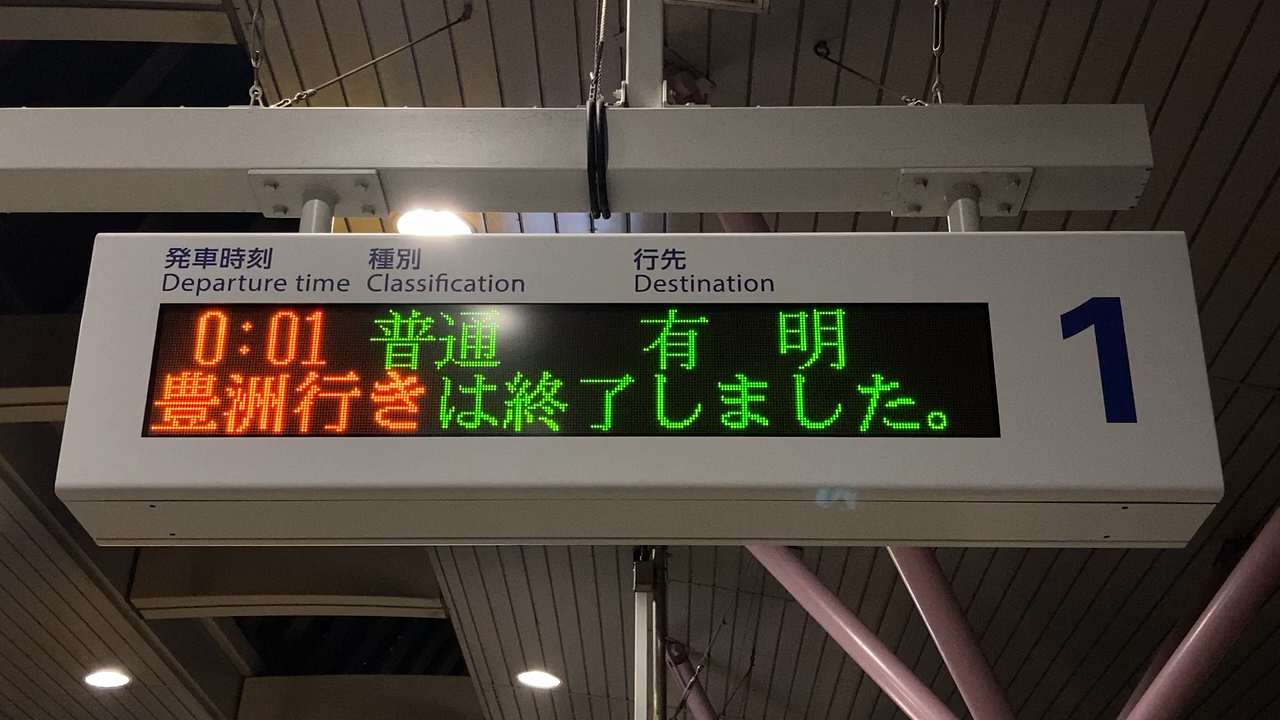 発車時刻 種別 行先
Departure time Classification Destination
0:01 普通 有明
豊洲行きは終了しました。
1